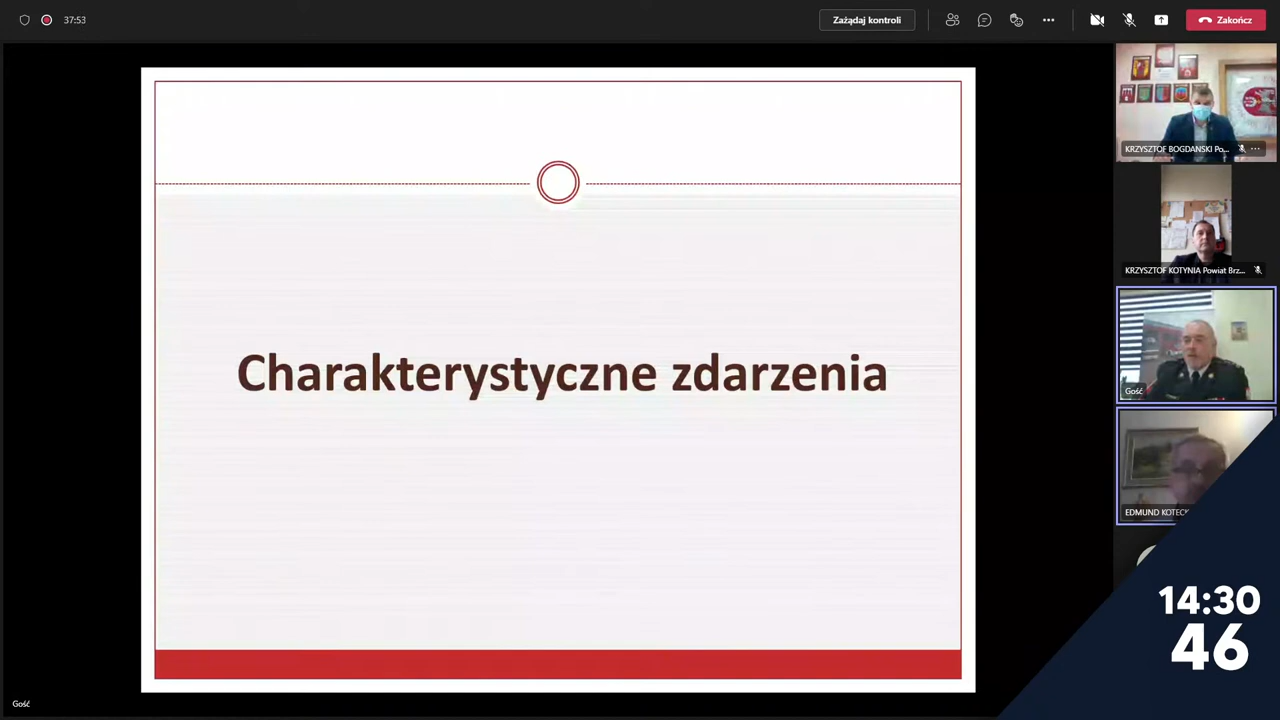 37:53
Zażądaj kontroli
Zakończ
KRZYSZTOF BOGDANSKI Po...
KRZYSZTOF KOTYNIA Powiat Brz...
Charakterystyczne zdarzenia
Gość
EDMUND KOTECK
14:30
46
Gość